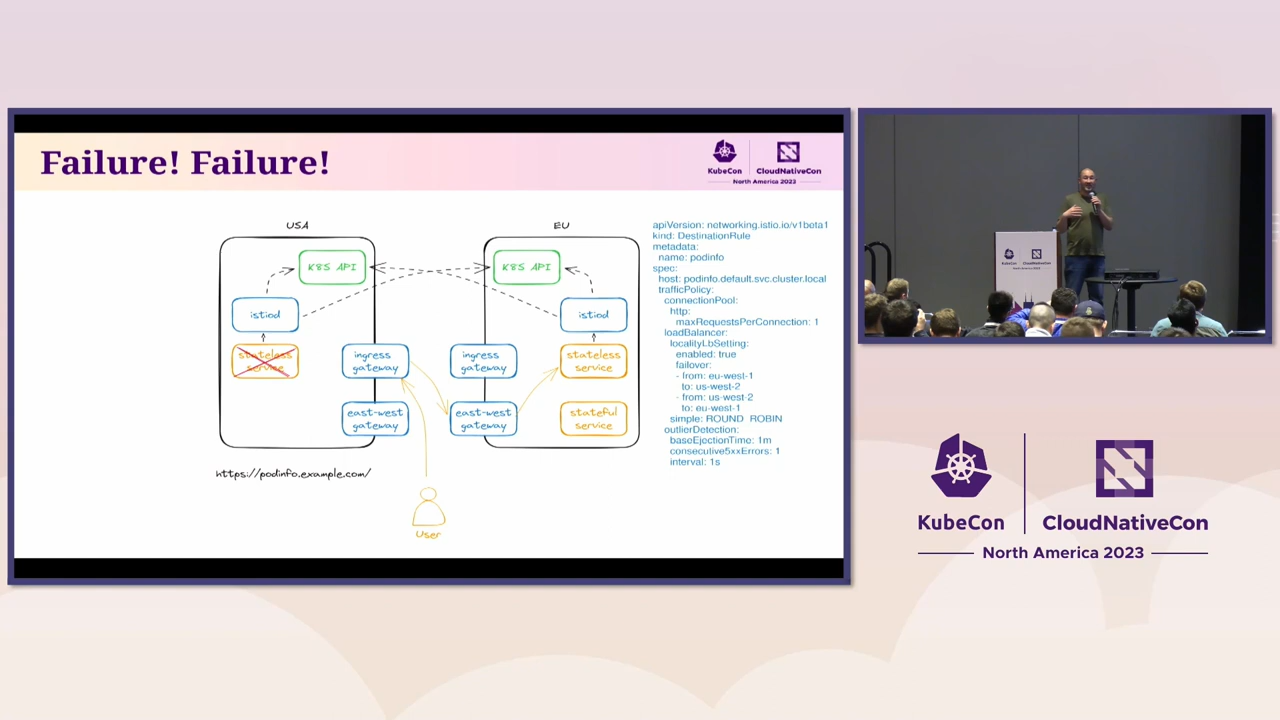 Failure! Failure!
KubeCon
CloudNativeCon
North America 2023
USA
EU
K8S API
K8S API
istiod
istiod
stateless
service
ingress
gateway
ingress
gateway
stateless
service
east-west
gateway
east-west
gateway
stateful
service
https://podinfo.example.com/
User
apiVersion: networking.istio.io/v1beta1
kind: DestinationRule
metadata:
  name: podinfo
spec:
  host: podinfo.default.svc.cluster.local
  trafficPolicy:
    connectionPool:
      http:
        maxRequestsPerConnection: 1
    loadBalancer:
      localityLbSetting:
        enabled: true
        failover:
        - from: eu-west-1
          to: us-west-2
        - from: us-west-2
          to: eu-west-1
      simple: ROUND_ROBIN
    outlierDetection:
      baseEjectionTime: 1m
      consecutive5xxErrors: 1
      interval: 1s
KubeCon
CloudNativeCon
North America 2023